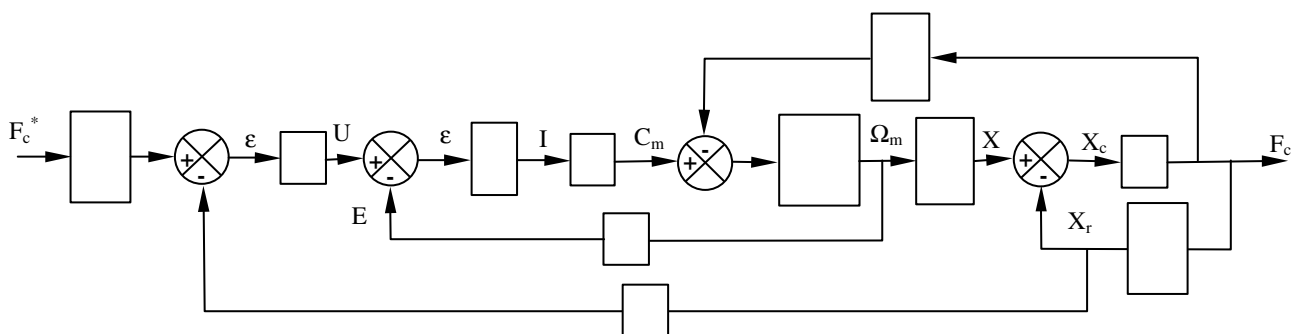 F_c^*
+
-
ε
U
+
-
E
ε
I
C_m
-
+
Ω_m
X
+
-
X_c
X_r
F_c